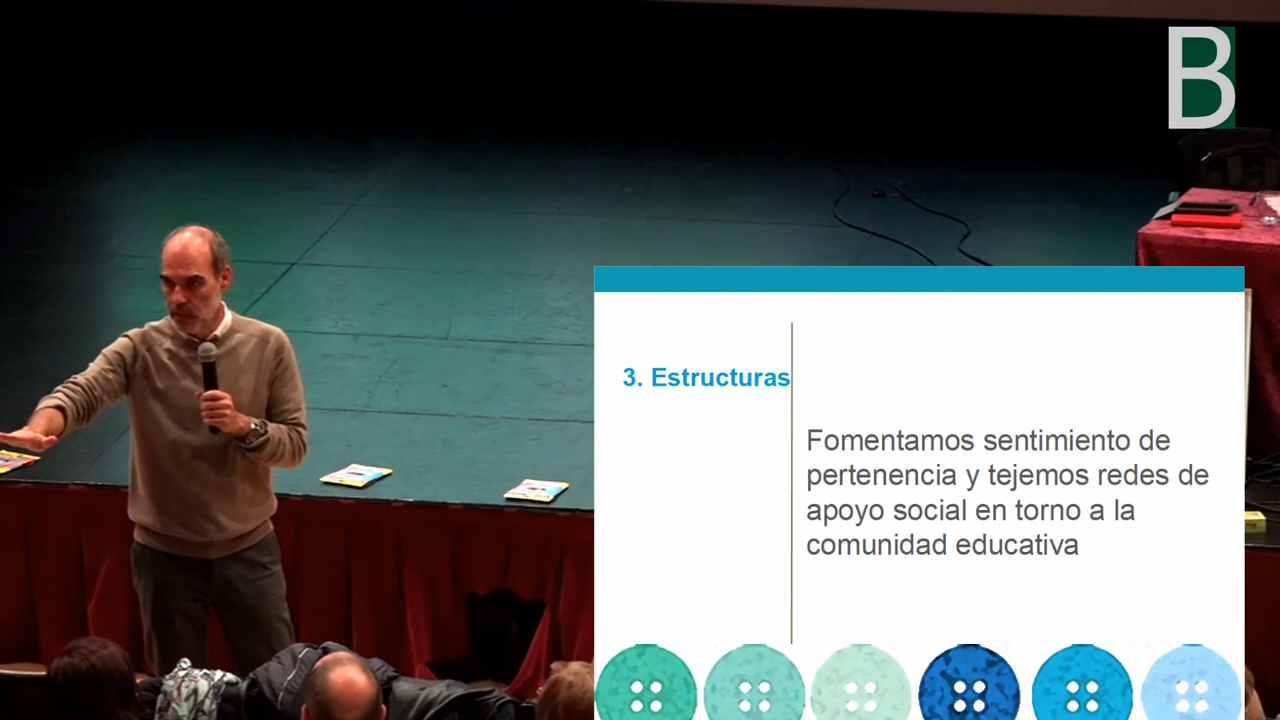 B
3. Estructuras
Fomentamos sentimiento de
pertenencia y tejemos redes de
apoyo social en torno a la
comunidad educativa